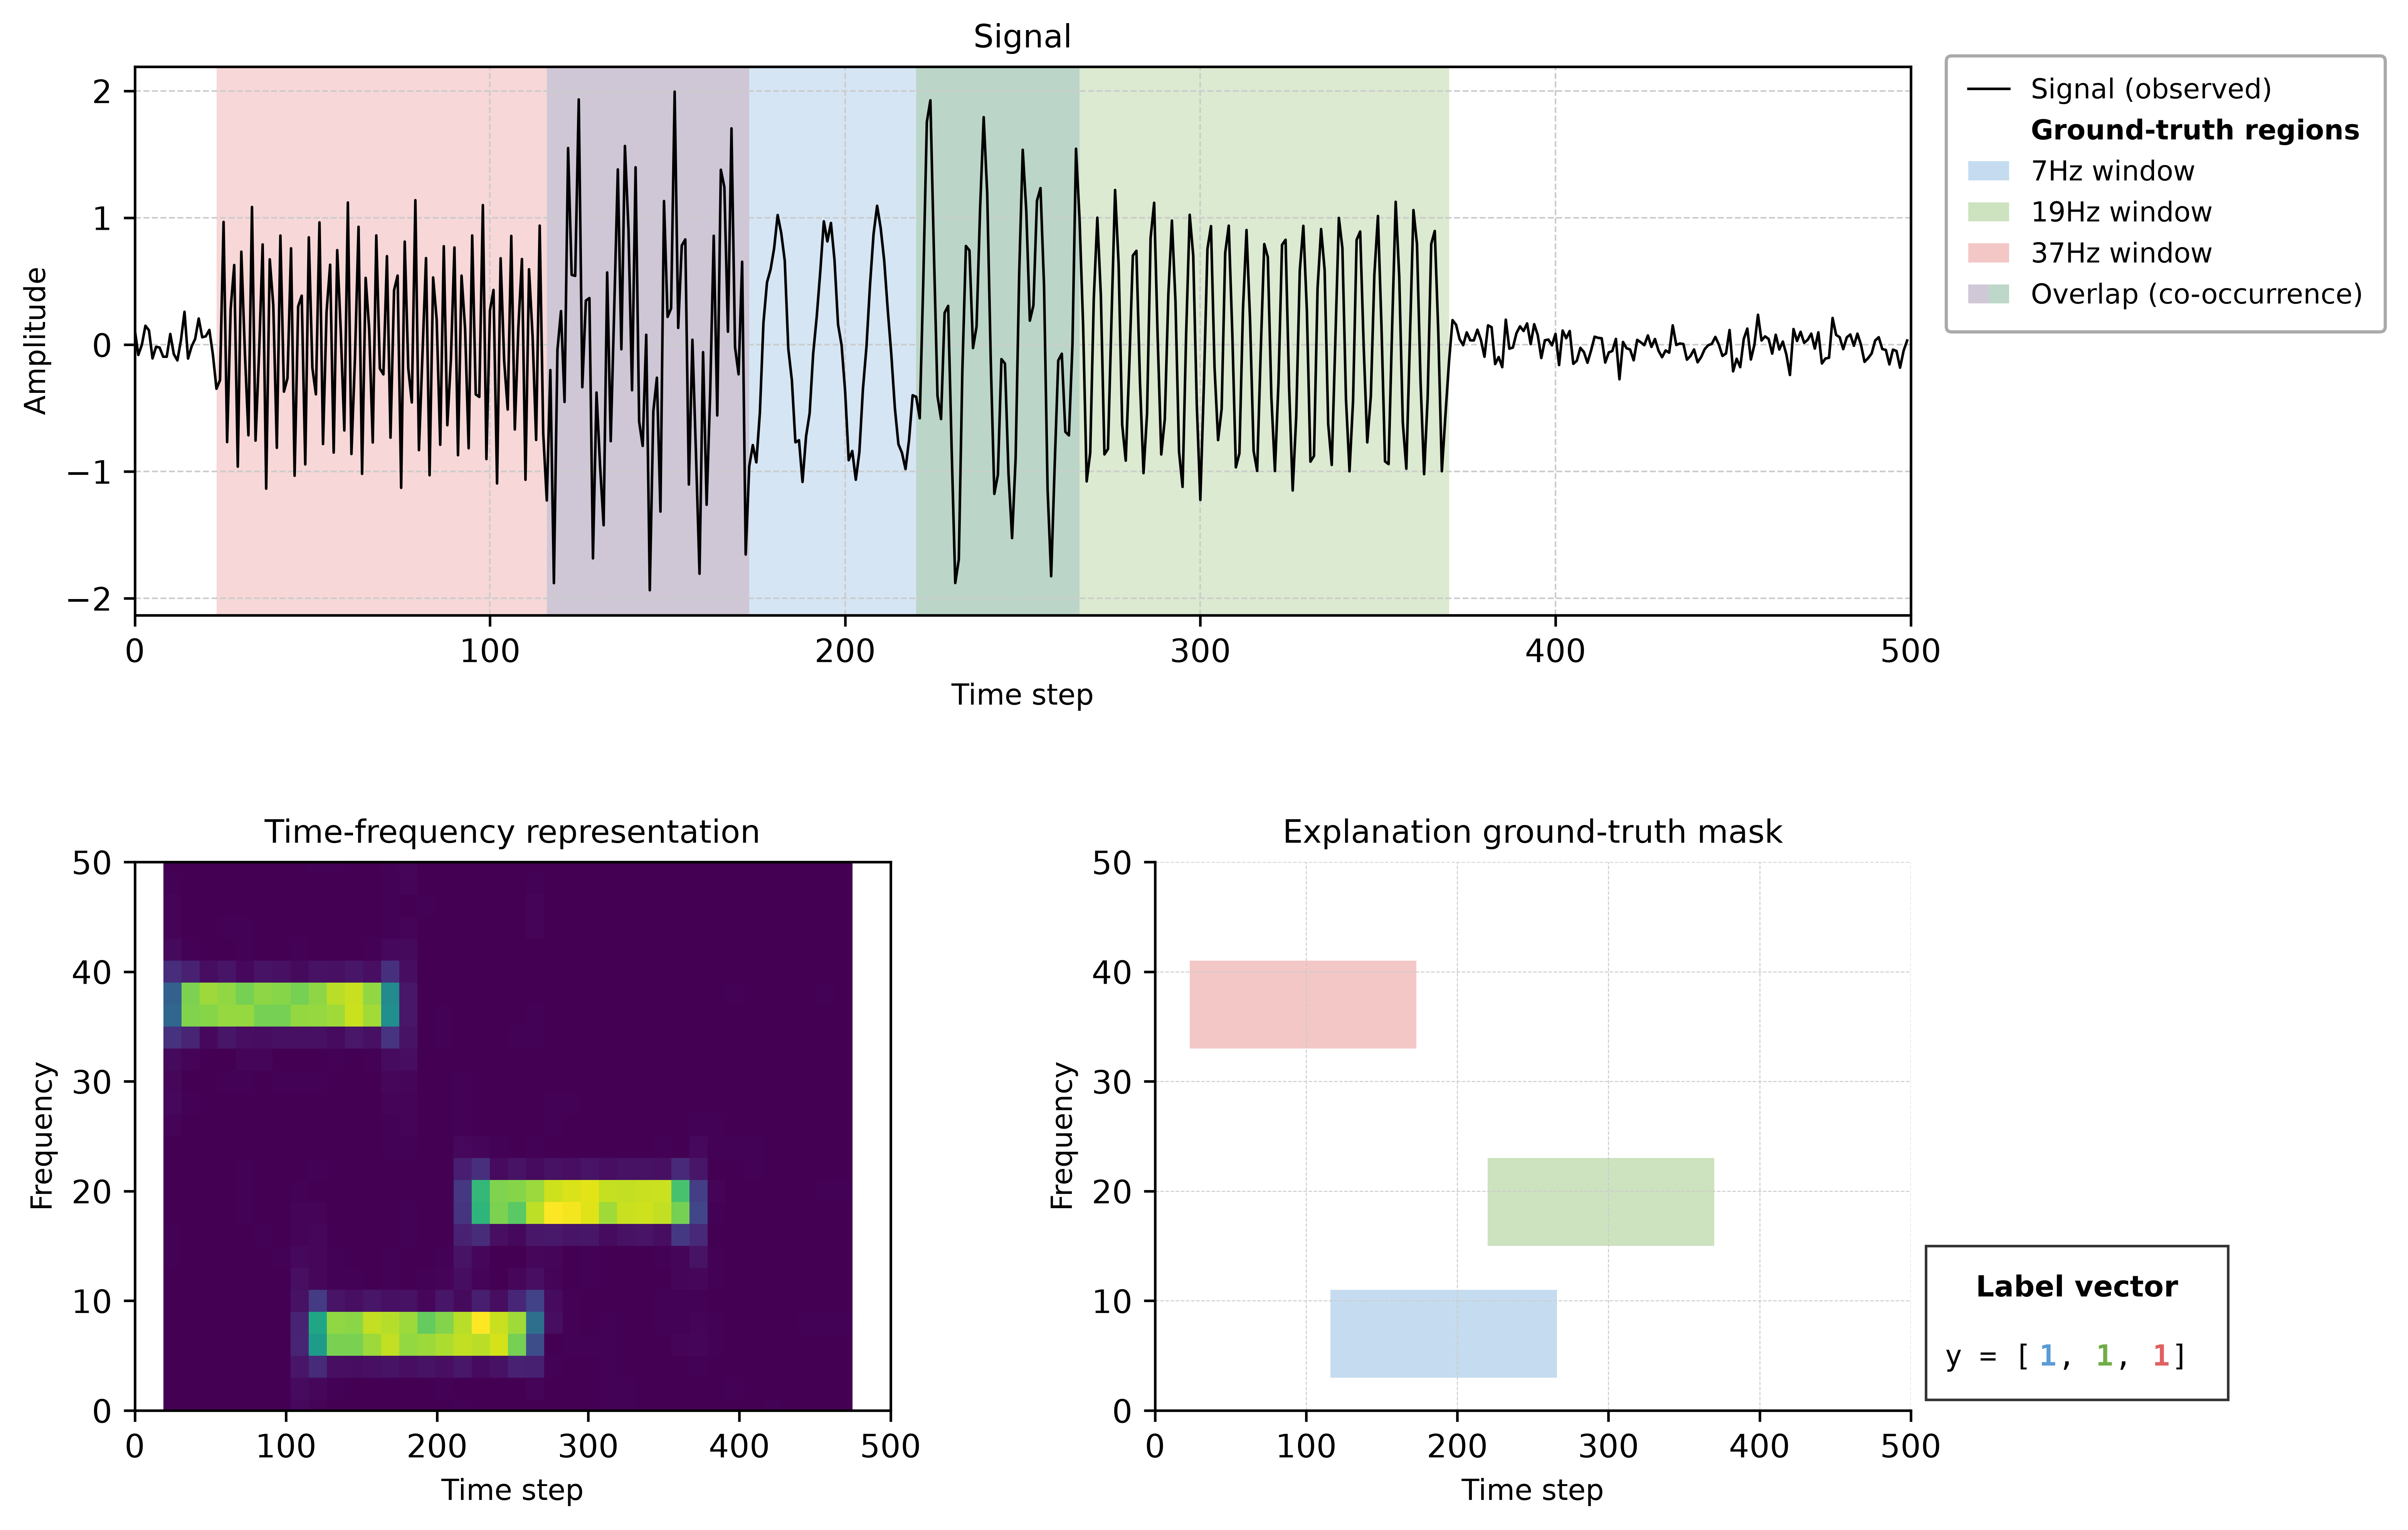 Signal
2
1
0
−1
−2
Amplitude
0 100 200 300 400 500
Time step
Signal (observed)
Ground-truth regions
7Hz window
19Hz window
37Hz window
Overlap (co-occurrence)
Time-frequency representation
50
40
30
20
10
0
Frequency
0 100 200 300 400 500
Time step
Explanation ground-truth mask
50
40
30
20
10
0
Frequency
0 100 200 300 400 500
Time step
Label vector
y = [1, 1, 1]